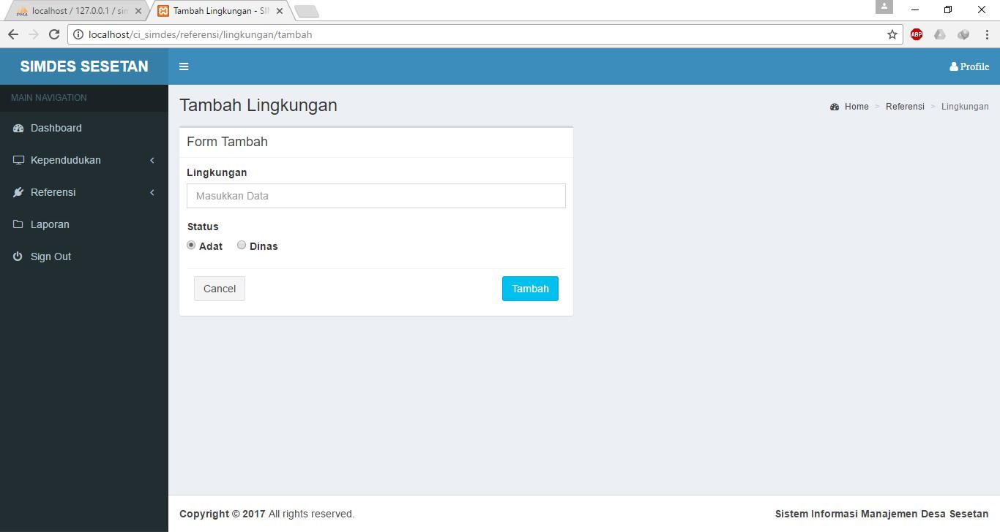 localhost / 127.0.0.1 / sim
Tambah Lingkungan - SI
localhost/ci_simdes/referensi/lingkungan/tambah
ABP
SIMDES SESETAN
Profile
MAIN NAVIGATION
Dashboard
Kependudukan
Referensi
Laporan
Sign Out
Tambah Lingkungan
Home > Referensi > Lingkungan
Form Tambah
Lingkungan
Masukkan Data
Status
Adat Dinas
Cancel Tambah
Copyright © 2017 All rights reserved.
Sistem Informasi Manajemen Desa Sesetan